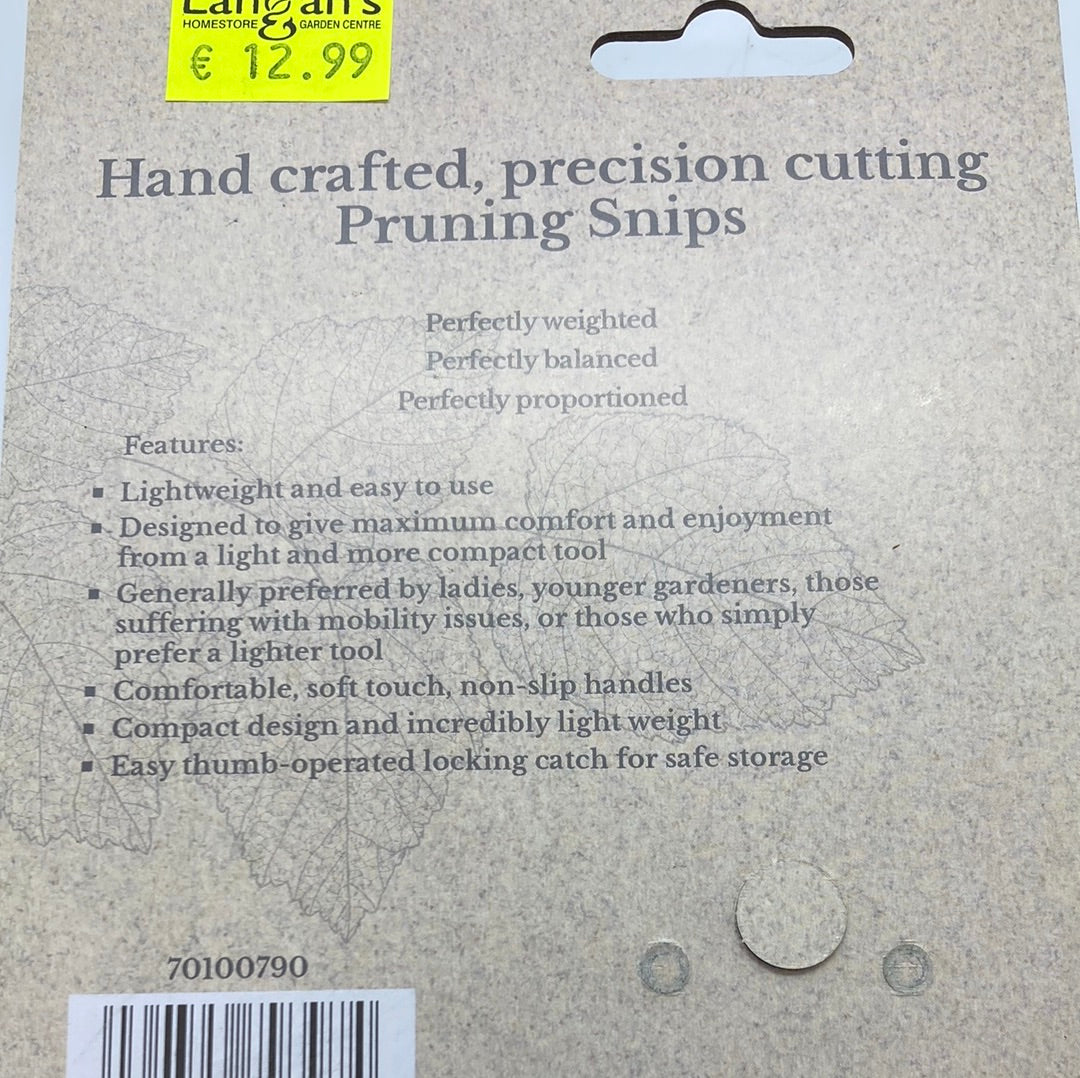 HOMESTORE & GARDEN CENTRE
€ 12.99
Hand crafted, precision cutting
Pruning Snips
Perfectly weighted
Perfectly balanced
Perfectly proportioned
Features:
▪ Lightweight and easy to use
▪ Designed to give maximum comfort and enjoyment
from a light and more compact tool
▪ Generally preferred by ladies, younger gardeners, those
suffering with mobility issues, or those who simply
prefer a lighter tool
▪ Comfortable, soft touch, non-slip handles
▪ Compact design and incredibly light weight
▪ Easy thumb-operated locking catch for safe storage
70100790